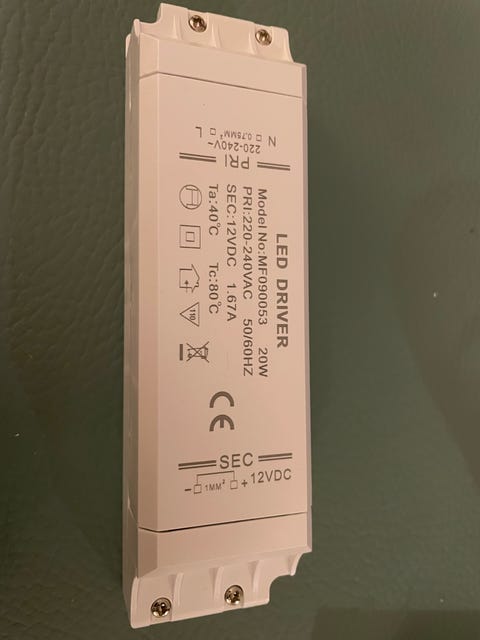 PRI
220-240V~
L
N
□ 0.75MM²
LED DRIVER
Model No:MF090053 20W
PRI:220-240VAC 50/60HZ
SEC:12VDC 1.67A
Ta:40℃ Tc:80℃
110
CE
SEC
12VDC
- 1MM² +